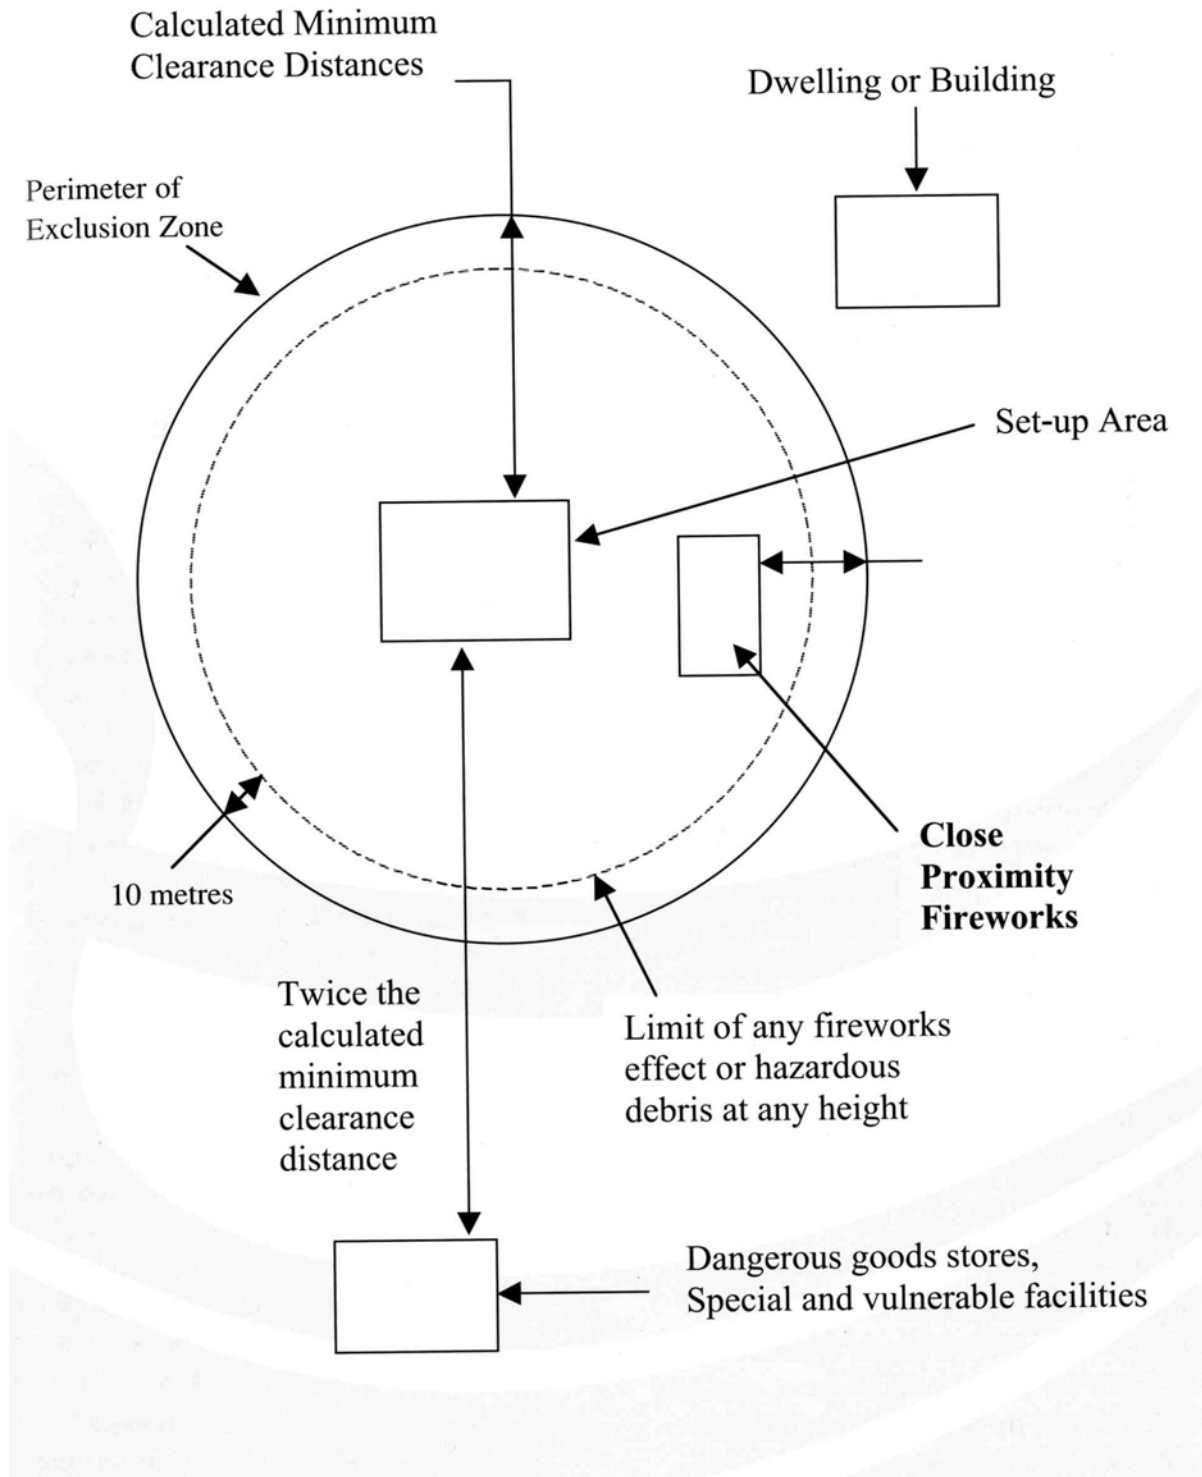 Calculated Minimum
Clearance Distances
Dwelling or Building
Perimeter of
Exclusion Zone
Set-up Area
Close
Proximity
Fireworks
10 metres
Twice the
calculated
minimum
clearance
distance
Limit of any fireworks
effect or hazardous
debris at any height
Dangerous goods stores,
Special and vulnerable facilities